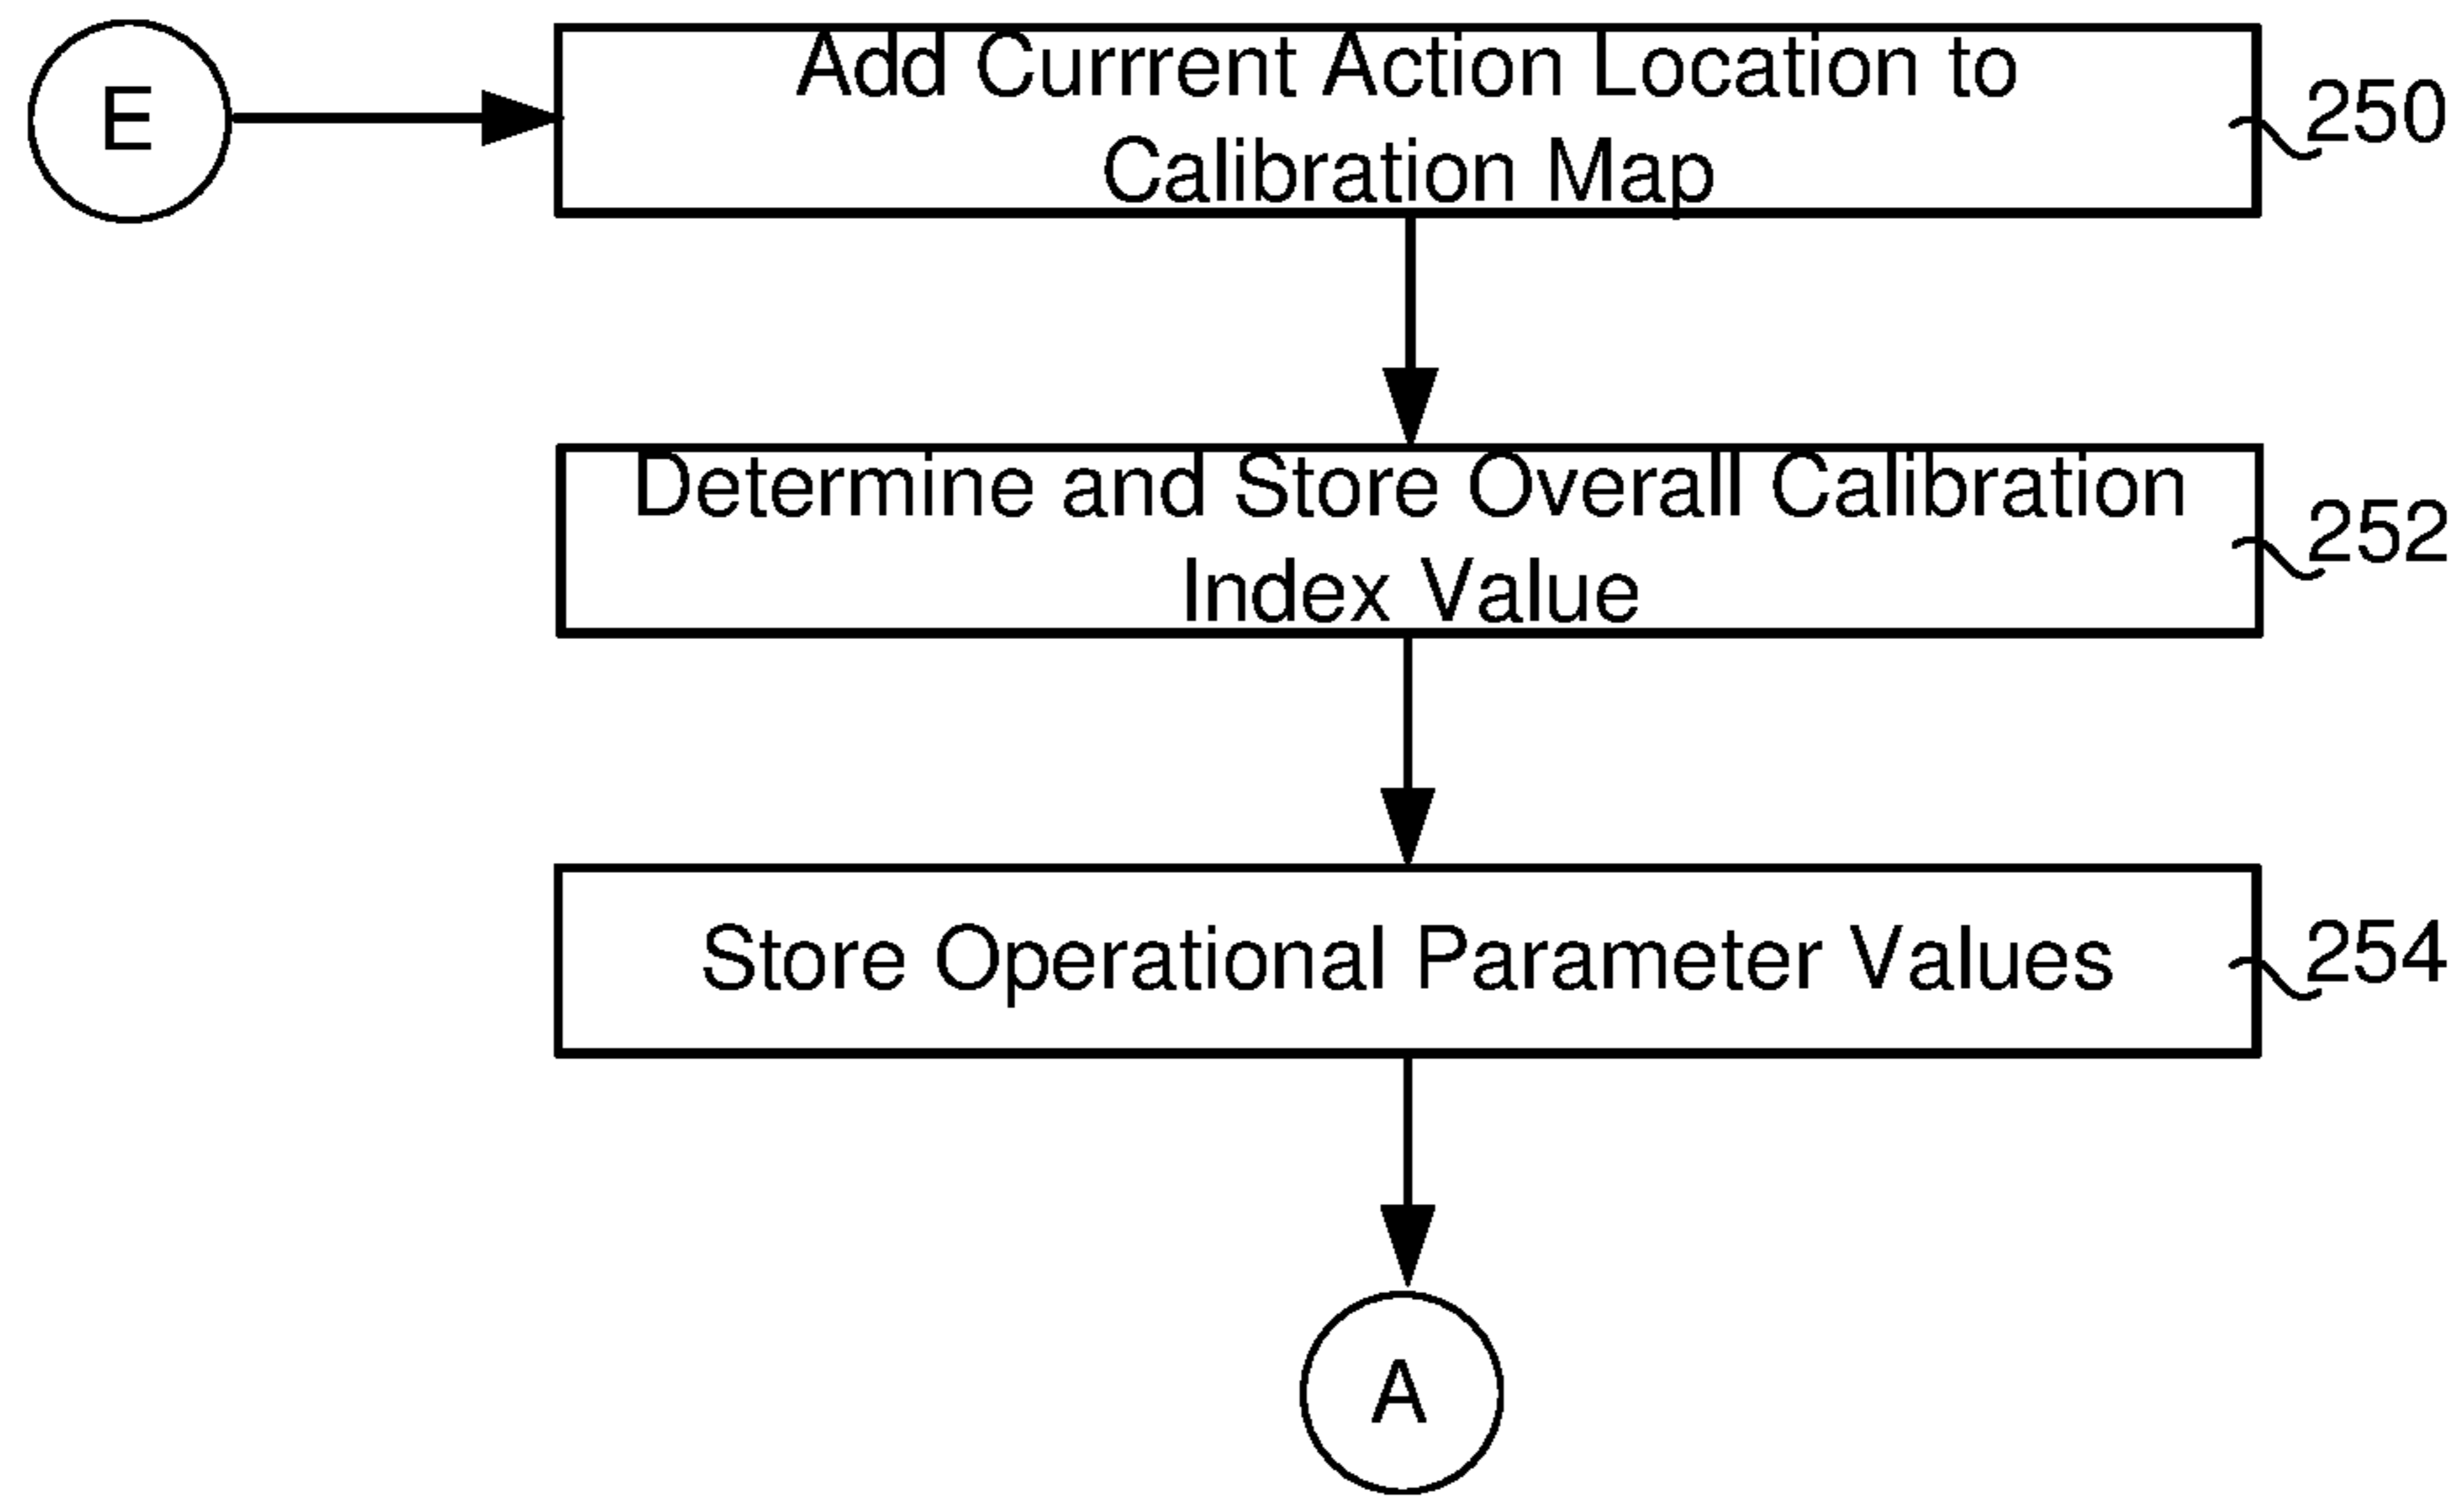 E
Add Currrent Action Location to
Calibration Map
250
Determine and Store Overall Calibration
Index Value
252
Store Operational Parameter Values
254
A